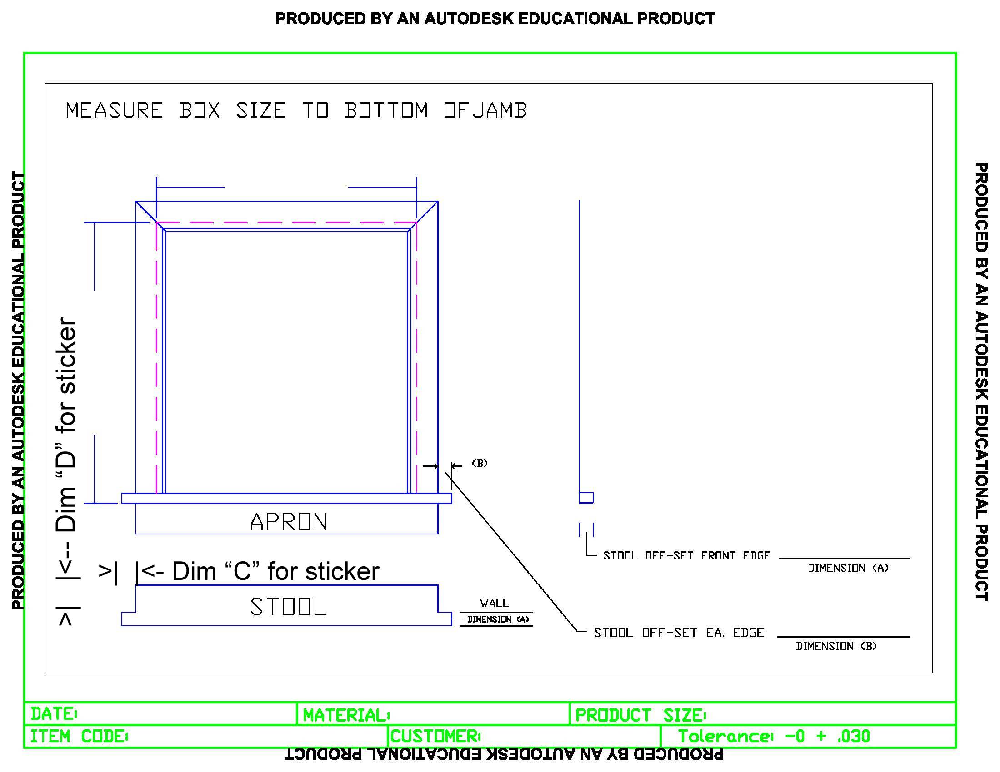 PRODUCED BY AN AUTODESK EDUCATIONAL PRODUCT
PRODUCED BY AN AUTODESK EDUCATIONAL PRODUCT
PRODUCED BY AN AUTODESK EDUCATIONAL PRODUCT
MEASURE BOX SIZE TO BOTTOM OFJAMB
>| |<-- Dim “D” for sticker
(B)
APRON
STOOL OFF-SET FRONT EDGE
DIMENSION (A)
>| |<- Dim “C” for sticker
STOOL
WALL
DIMENSION (A)
STOOL OFF-SET EA. EDGE
DIMENSION (B)
DATE:
MATERIAL:
PRODUCT SIZE:
ITEM CODE:
CUSTOMER:
Tolerance: -0 + .030
PRODUCED BY AN AUTODESK EDUCATIONAL PRODUCT